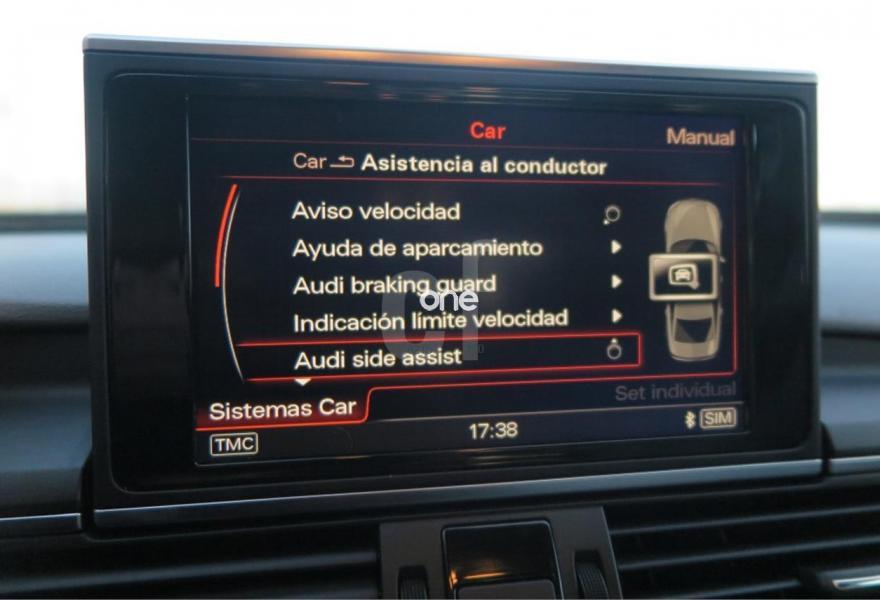 Car
Manual
Car Asistencia al conductor
Aviso velocidad
Ayuda de aparcamiento
Audi braking guard
one
Indicación límite velocidad
Audi side assist
Set individual
Sistemas Car
17:38
SIM
TMC